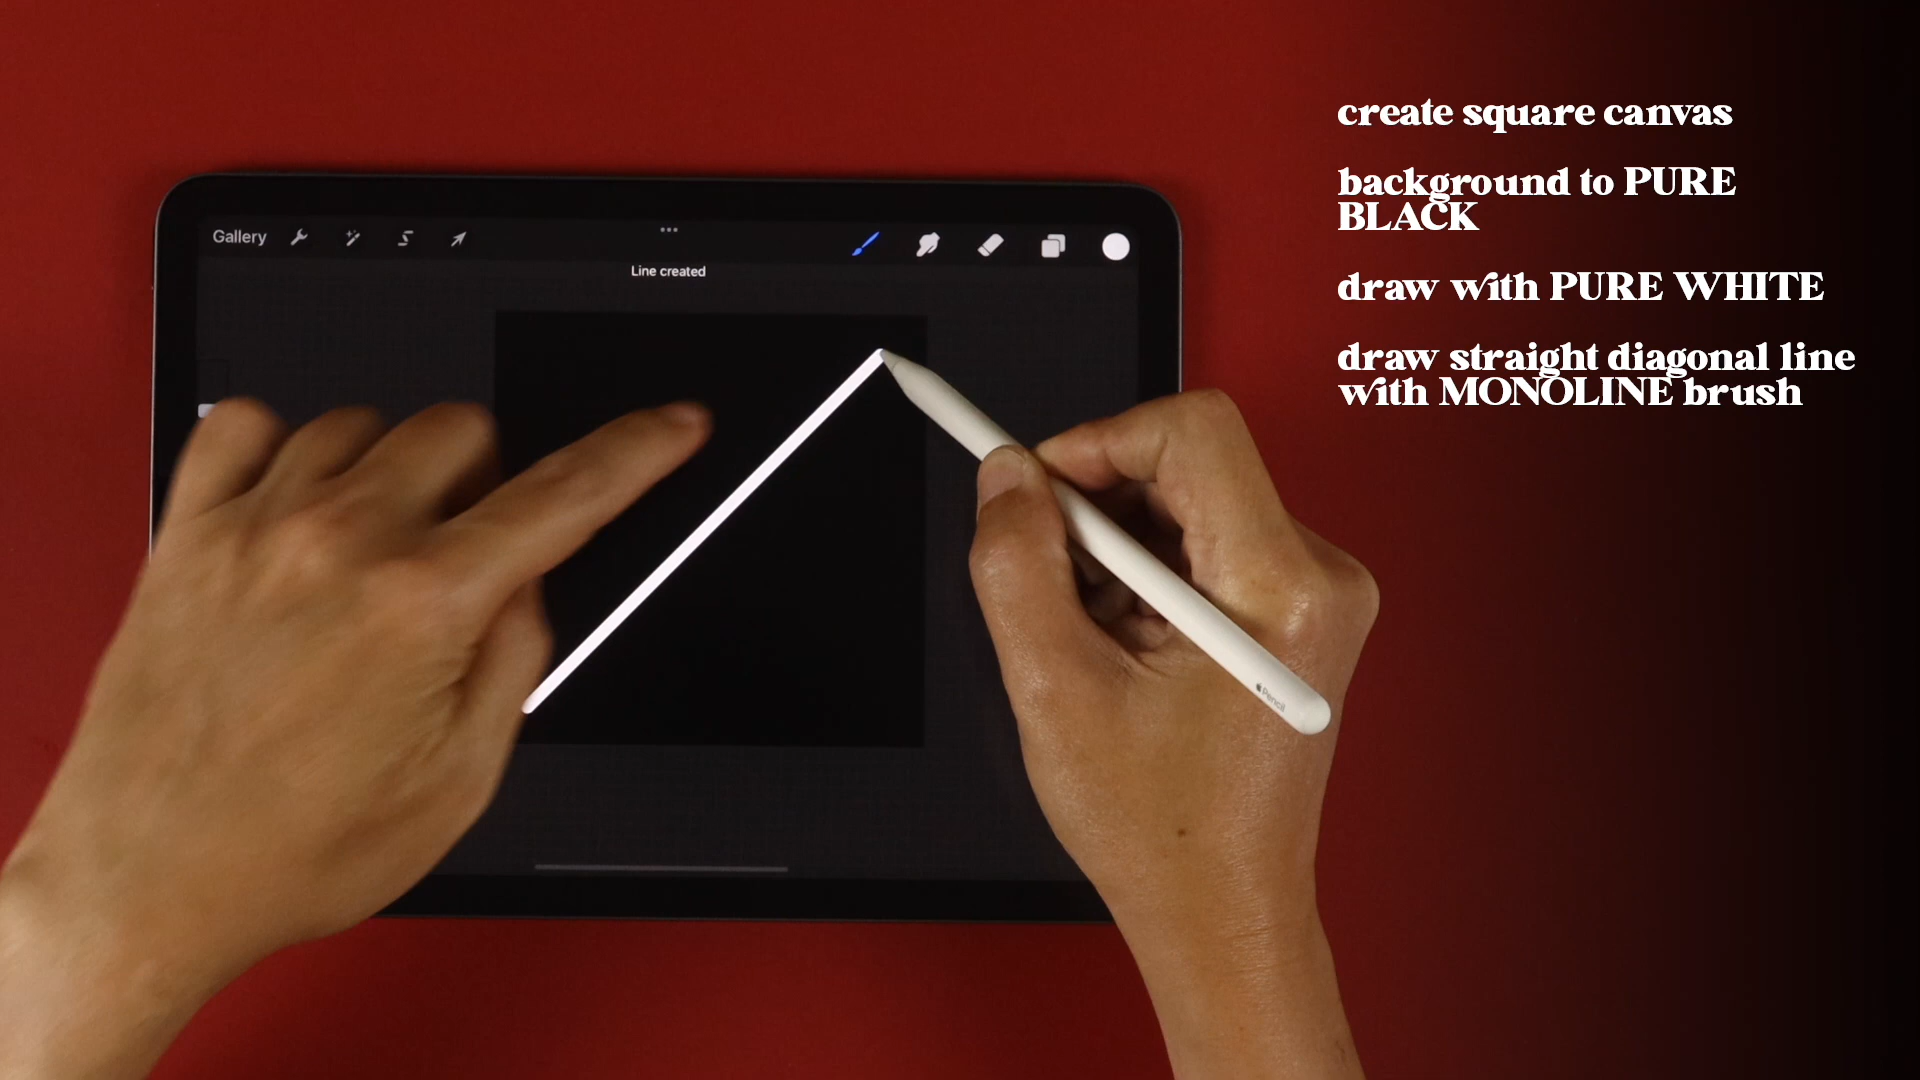 create square canvas
background to PURE
BLACK
draw with PURE WHITE
draw straight diagonal line
with MONOLINE brush
Gallery
Line created
Pencil